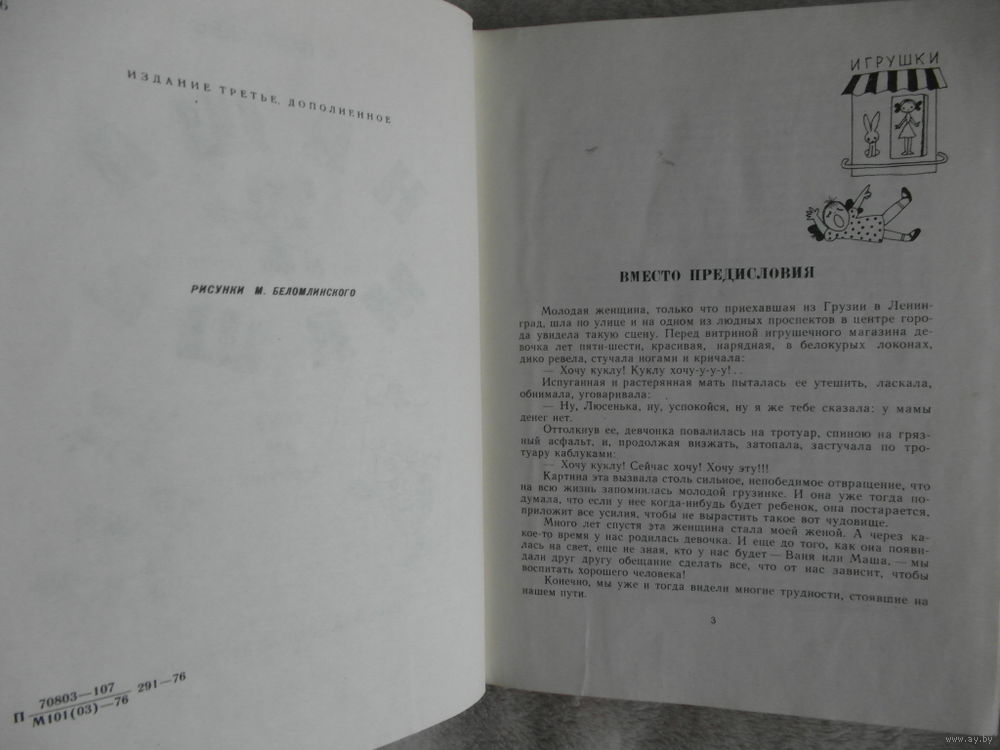 ИЗДАНИЕ ТРЕТЬЕ, ДОПОЛНЕННОЕ
РИСУНКИ М. БЕЛОМЛИНСКОГО
П 70803—107 291—76
М101(03)—76
ИГРУШКИ
ВМЕСТО ПРЕДИСЛОВИЯ
Молодая женщина, только что приехавшая из Грузии в Ленин-
град, шла по улице и на одном из людных проспектов в центре горо-
да увидела такую сцену. Перед витриной игрушечного магазина де-
вочка лет пяти-шести, красивая, нарядная, в белокурых локонах,
дико ревела, стучала ногами и кричала:
— Хочу куклу! Куклу хочу-у-у-у!..
Испуганная и растерянная мать пыталась ее утешить, ласкала,
обнимала, уговаривала:
— Ну, Люсенька, ну, успокойся, ну я же тебе сказала: у мамы
денег нет.
Оттолкнув ее, девчонка повалилась на тротуар, спиною на гряз-
ный асфальт, и, продолжая визжать, затопала, застучала по тро-
туару каблуками:
— Хочу куклу! Сейчас хочу! Хочу эту!!!
Картина эта вызвала столь сильное, непобедимое отвращение, что
на всю жизнь запомнилась молодой грузинке. И она уже тогда по-
думала, что если у нее когда-нибудь будет ребенок, она постарается,
приложит все усилия, чтобы не вырастить такое вот чудовище.
Много лет спустя эта женщина стала моей женой. А через ка-
кое-то время у нас родилась девочка. И еще до того, как она появи-
лась на свет, еще не зная, кто у нас будет — Ваня или Маша, — мы
дали друг другу обещание сделать все, что от нас зависит, чтобы
воспитать хорошего человека!
Конечно, мы уже и тогда видели многие трудности, стоявшие на
нашем пути.
3
www.ay.by